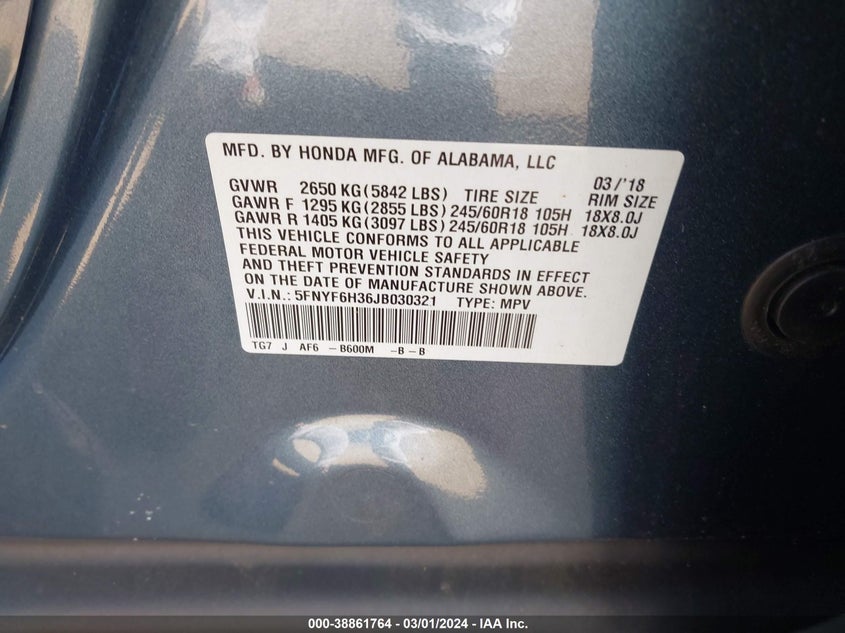 MFD. BY HONDA MFG. OF ALABAMA, LLC 03/'18
GVWR 2650 KG(5842 LBS) TIRE SIZE RIM SIZE
GAWR F 1295 KG(2855 LBS) 245/60R18 105H 18X8.0J
GAWR R 1405 KG(3097 LBS) 245/60R18 105H 18X8.0J
THIS VEHICLE CONFORMS TO ALL APPLICABLE
FEDERAL MOTOR VEHICLE SAFETY
AND THEFT PREVENTION STANDARDS IN EFFECT
ON THE DATE OF MANUFACTURE SHOWN ABOVE.
V.I.N.: 5FNYF6H36JB030321 TYPE: MPV
TG7 J AF6 -B600M -B-B
000-38861764 - 03/01/2024 - IAA Inc.